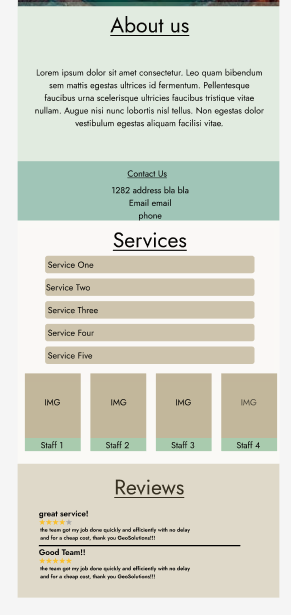 About us
Lorem ipsum dolor sit amet consectetur. Leo quam bibendum
sem mattis egestas ultrices id fermentum. Pellentesque
faucibus urna scelerisque ultricies faucibus tristique vitae
nullam. Augue nisi nunc lobortis nisl tellus. Non egestas dolor
vestibulum egestas aliquam facilisi vitae.
Contact Us
1282 address bla bla
Email email
phone
Services
Service One
Service Two
Service Three
Service Four
Service Five
IMG IMG IMG IMG
Staff 1 Staff 2 Staff 3 Staff 4
Reviews
great service!
the team got my job done quickly and efficiently with no delay
and for a cheap cost, thank you GeoSolutions!!!
Good Team!!
the team got my job done quickly and efficiently with no delay
and for a cheap cost, thank you GeoSolutions!!!